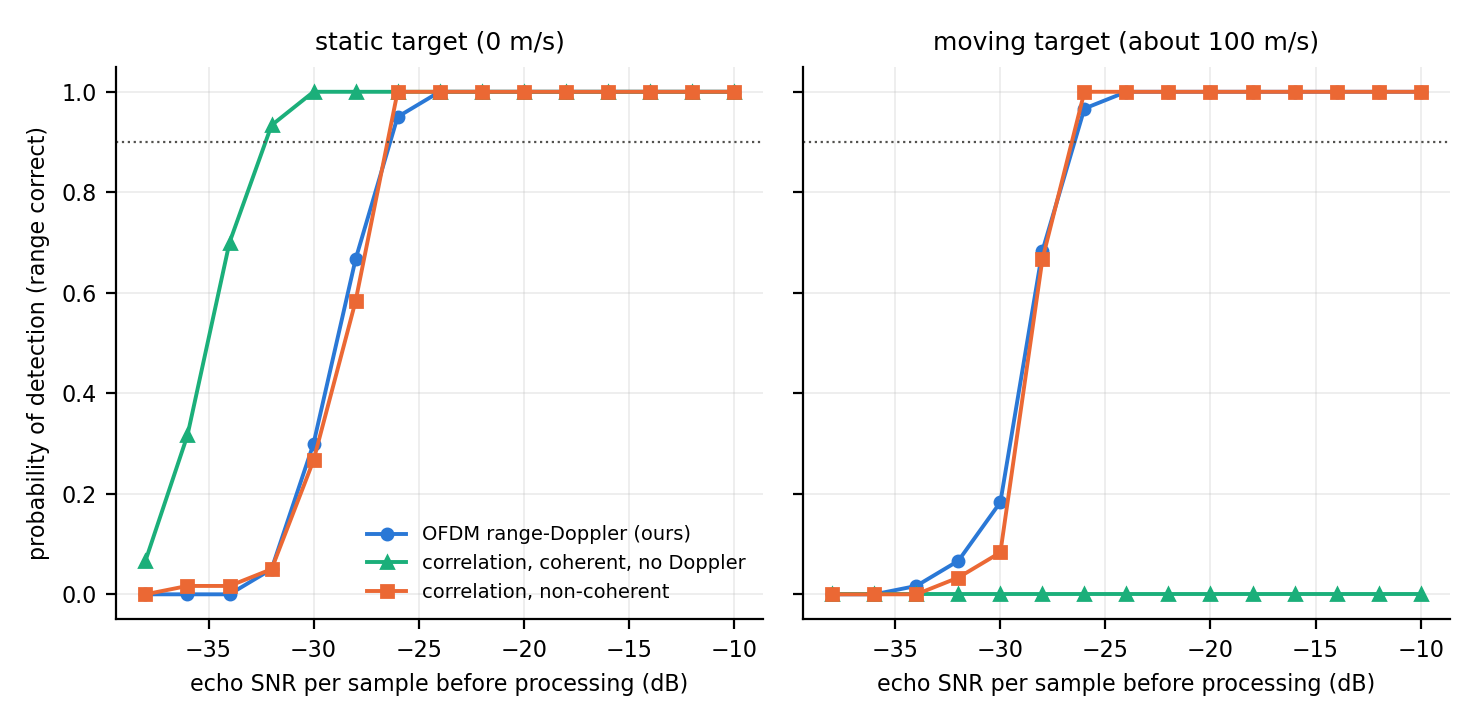 static target (0 m/s)
moving target (about 100 m/s)
probability of detection (range correct)
1.0
0.8
0.6
0.4
0.2
0.0
OFDM range-Doppler (ours)
correlation, coherent, no Doppler
correlation, non-coherent
−35 −30 −25 −20 −15 −10
−35 −30 −25 −20 −15 −10
echo SNR per sample before processing (dB)
echo SNR per sample before processing (dB)